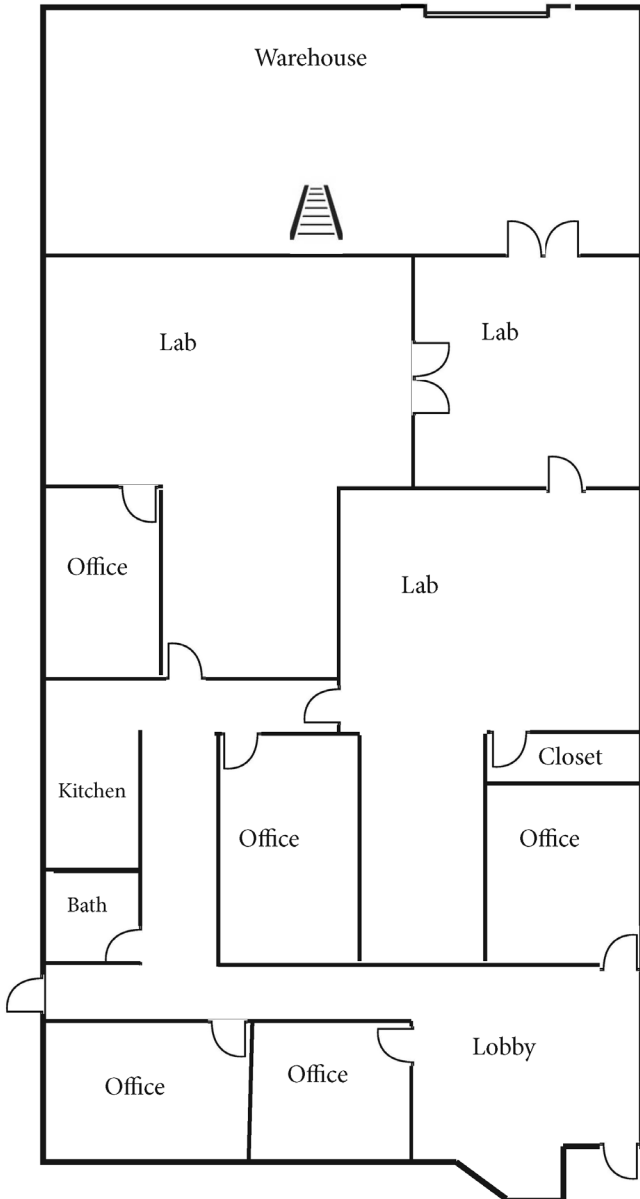 Warehouse
Lab
Lab
Office
Lab
Kitchen
Closet
Office
Office
Bath
Lobby
Office
Office